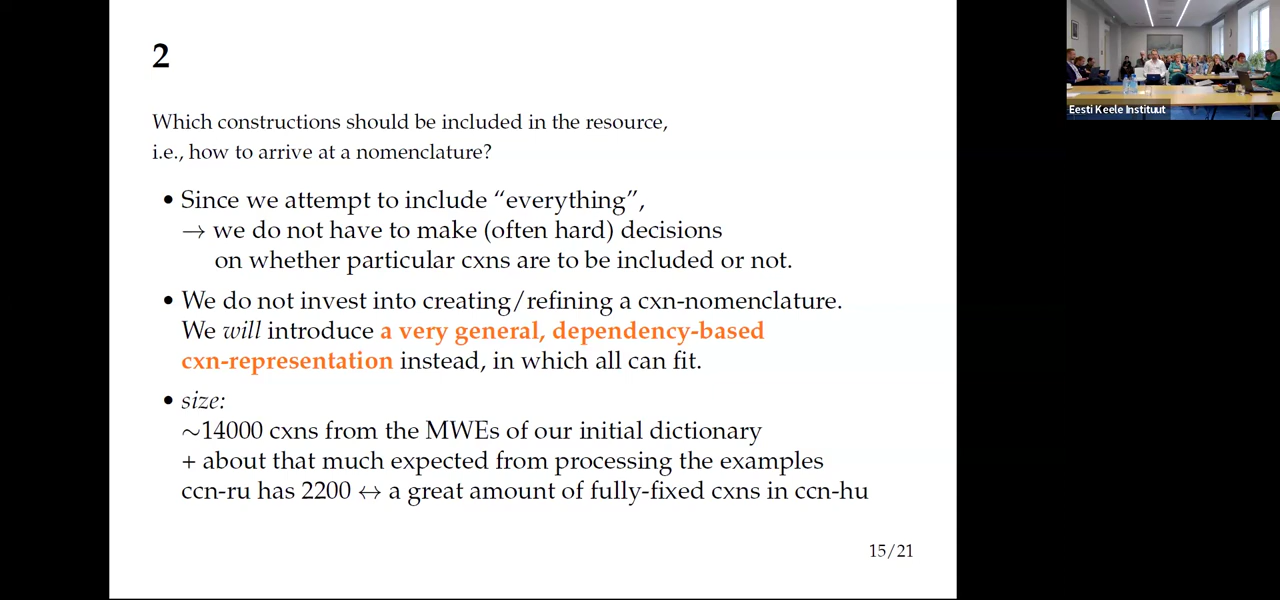 2
Which constructions should be included in the resource,
i.e., how to arrive at a nomenclature?
• Since we attempt to include “everything”,
→ we do not have to make (often hard) decisions
on whether particular cxns are to be included or not.
• We do not invest into creating/refining a cxn-nomenclature.
We will introduce a very general, dependency-based
cxn-representation instead, in which all can fit.
• size:
~14000 cxns from the MWEs of our initial dictionary
+ about that much expected from processing the examples
ccn-ru has 2200 ↔ a great amount of fully-fixed cxns in ccn-hu
15/21
Eesti Keele Instituut